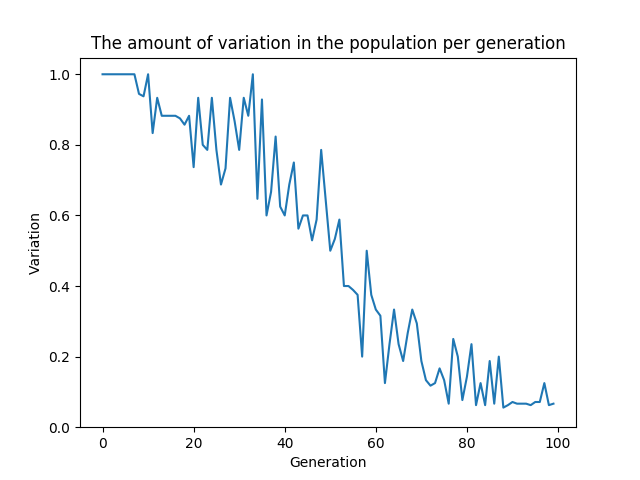 The amount of variation in the population per generation
1.0
0.8
0.6
0.4
0.2
0.0
Variation
0 20 40 60 80 100
Generation